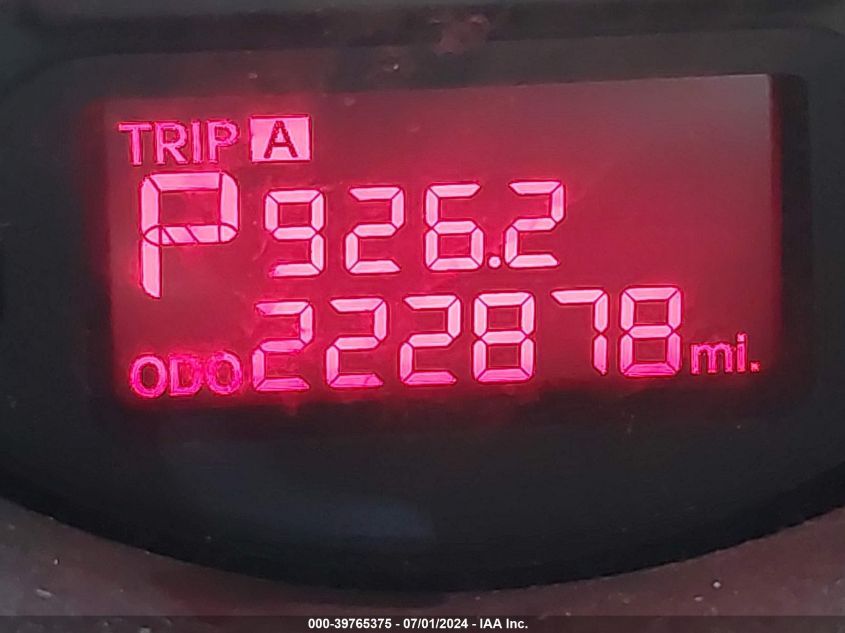 TRIP A
P 926.2
ODO 222878 mi.
000-39765375 - 07/01/2024 - IAA Inc.